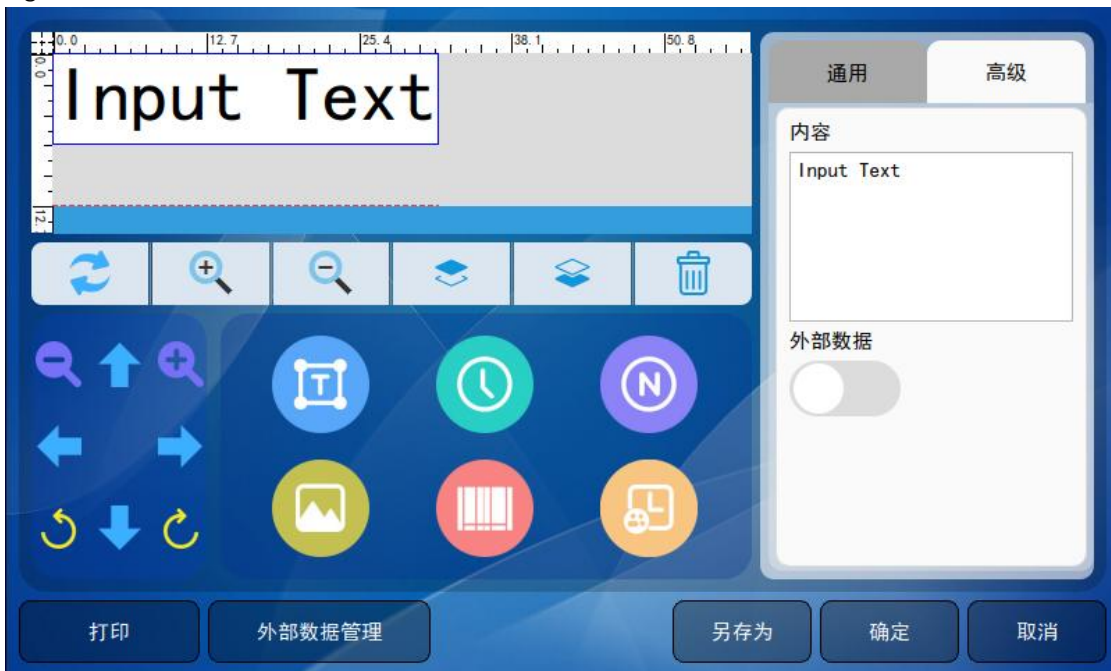 0.0 12.7 25.4 38.1 50.8
0.0
Input Text
12.
通用 高级
内容
Input Text
外部数据
T
N
打印 外部数据管理 另存为 确定 取消